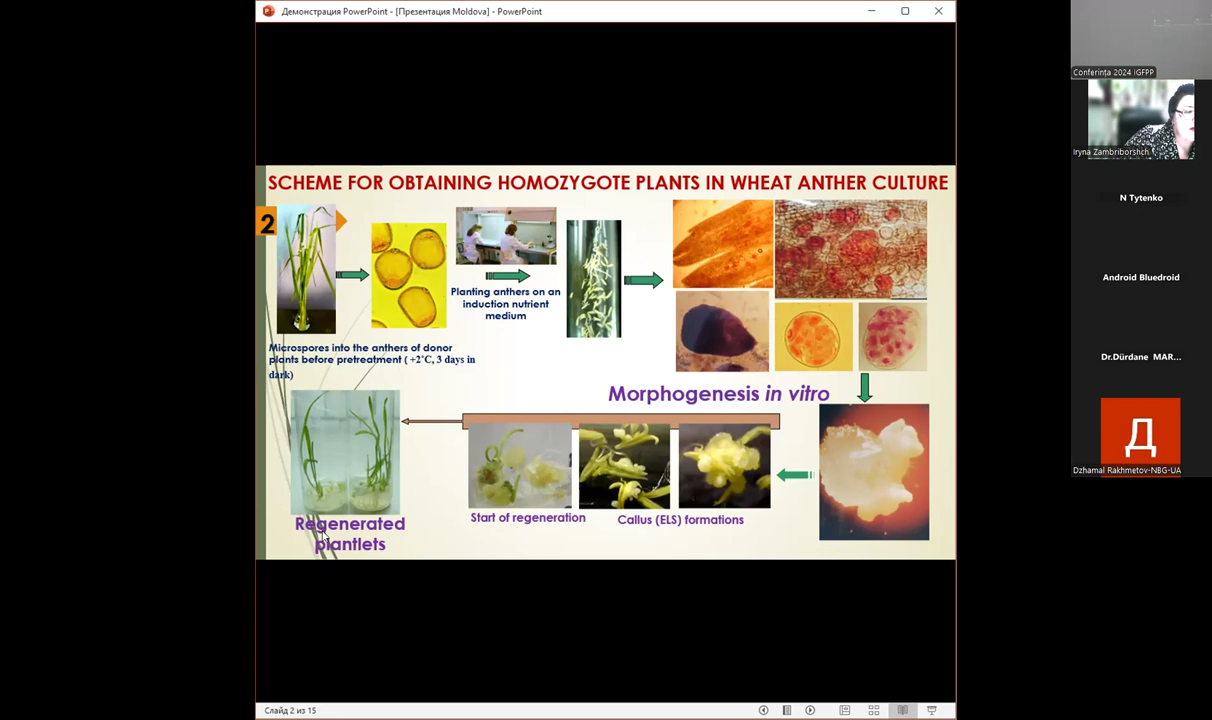 Демонстрация PowerPoint - [Презентация Moldova] - PowerPoint
SCHEME FOR OBTAINING HOMOZYGOTE PLANTS IN WHEAT ANTHER CULTURE
2
Planting anthers on an
induction nutrient
medium
Microspores into the anthers of donor
plants before pretreatment ( +2°C, 3 days in
dark)
Morphogenesis in vitro
Start of regeneration
Callus (ELS) formations
Regenerated
plantlets
Слайд 2 из 15
Conferința 2024 IGFPP
Iryna Zambriborshch
N Tytenko
Android Bluedroid
Dr.Dürdane MAR...
Д
Dzhamal Rakhmetov-NBG-UA